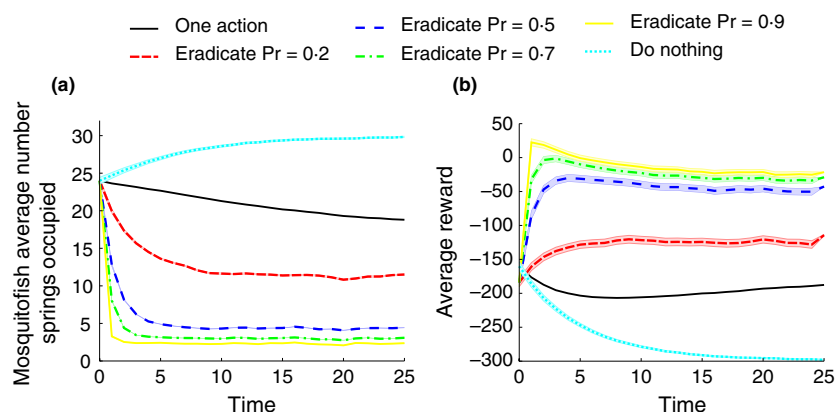 One action
Eradicate Pr = 0·5
Eradicate Pr = 0·9
Eradicate Pr = 0·2
Eradicate Pr = 0·7
Do nothing
(a)
Mosquitofish average number
springs occupied
35
30
25
20
15
10
5
0
0 5 10 15 20 25
Time
(b)
Average reward
50
0
−50
−100
−150
−200
−250
−300
0 5 10 15 20 25
Time